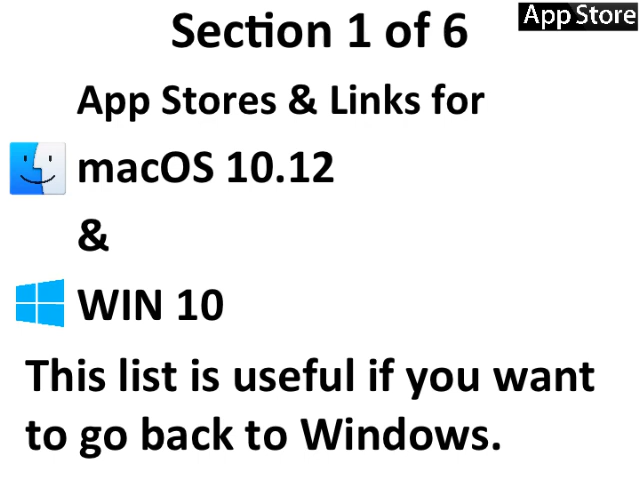 Section 1 of 6
App Store
App Stores & Links for
macOS 10.12
&
WIN 10
This list is useful if you want
to go back to Windows.